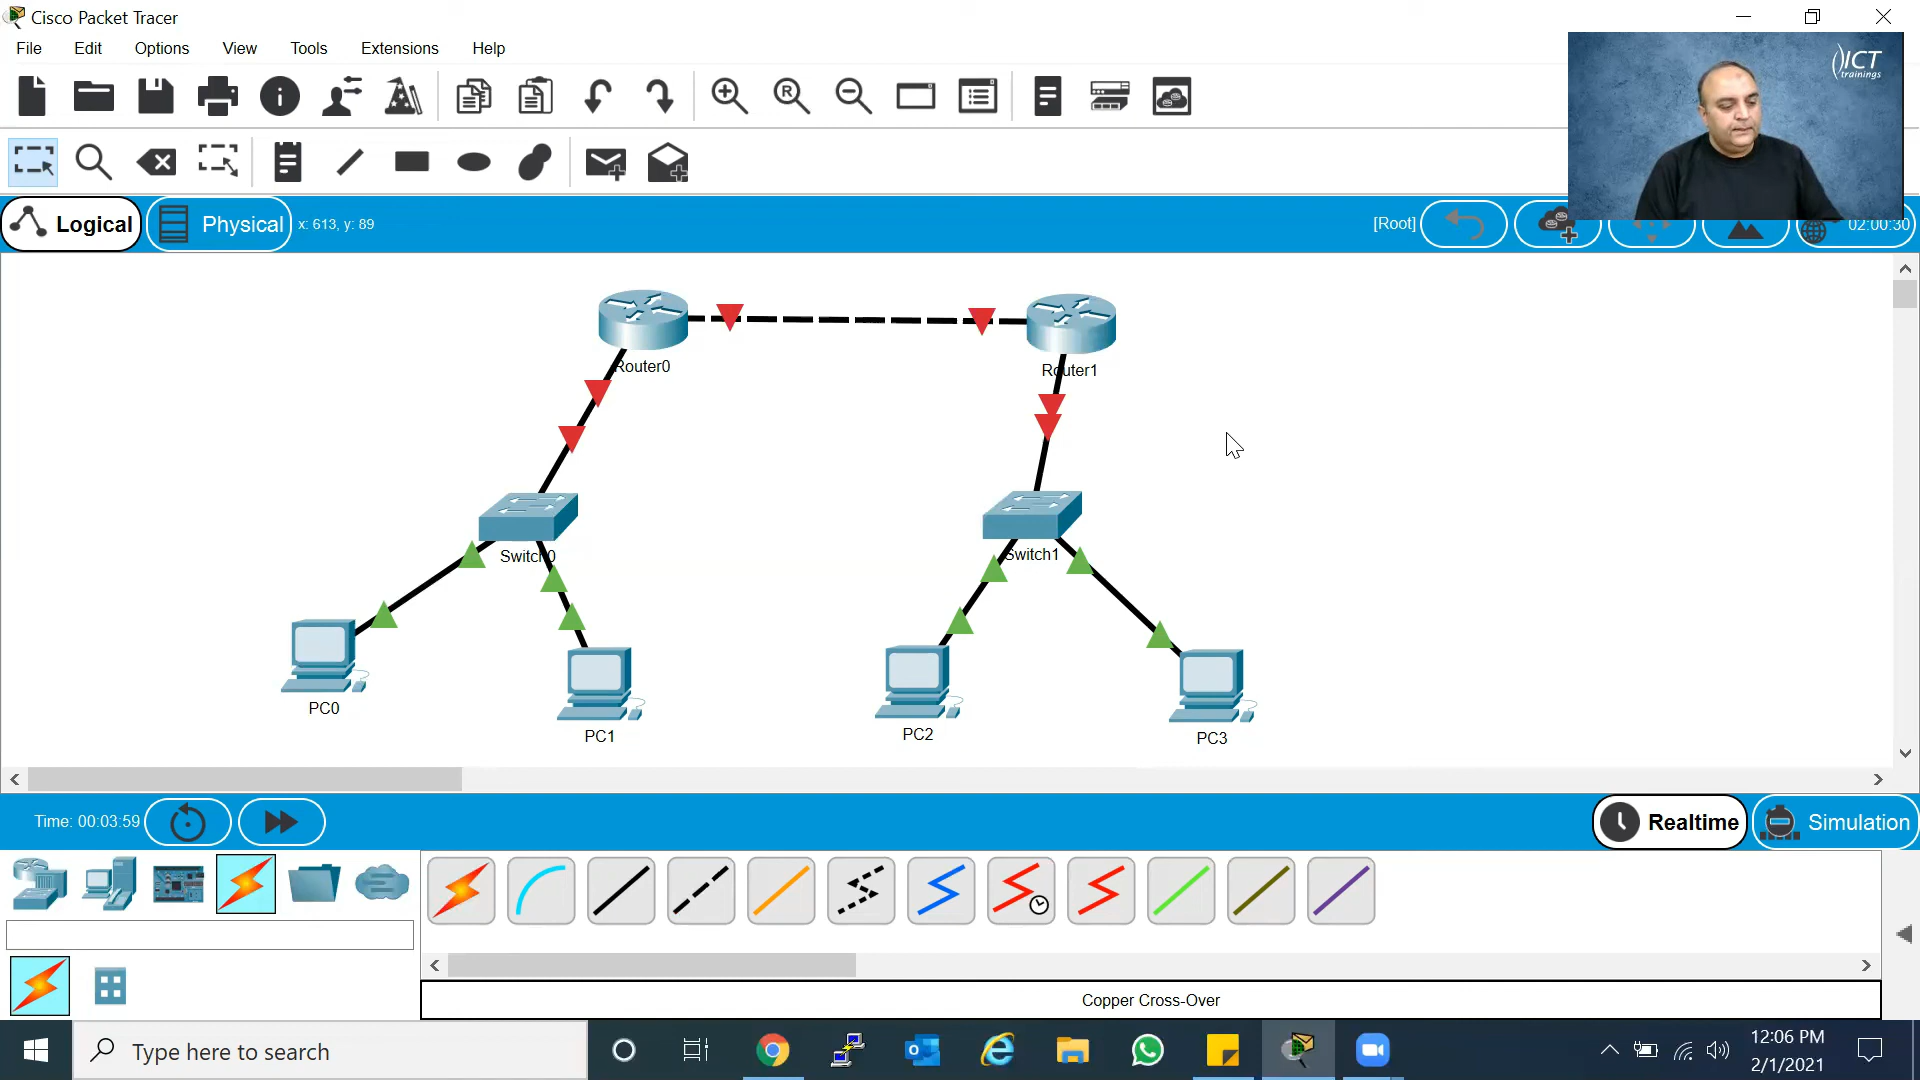 Cisco Packet Tracer
File Edit Options View Tools Extensions Help
R
)ICT
trainings
Logical
Physical
x: 613, y: 89
[Root]
02:00:30
Router0
Router1
Switch0
Switch1
PC0
PC1
PC2
PC3
Time: 00:03:59
Realtime
Simulation
Copper Cross-Over
Type here to search
12:06 PM
2/1/2021